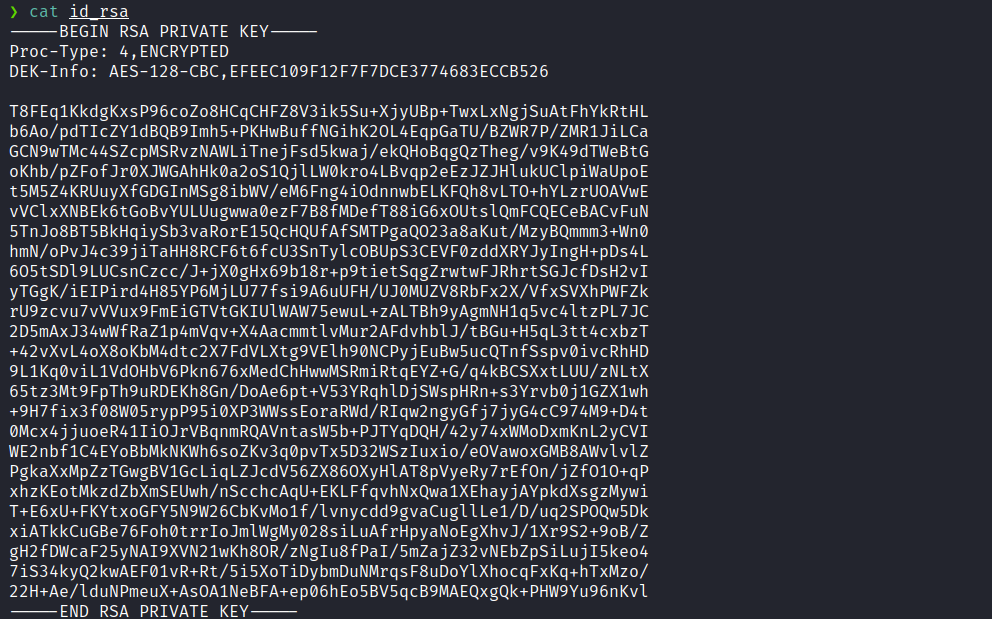 ❯ cat id_rsa
-----BEGIN RSA PRIVATE KEY-----
Proc-Type: 4,ENCRYPTED
DEK-Info: AES-128-CBC,EFEEC109F12F7F7DCE3774683ECCB526

T8FEq1KkdgKxsP96coZo8HCqCHFZ8V3ik5Su+XjyUBp+TwxLxNgjSuAtFhYkRtHL
b6Ao/pdTIcZY1dBQB9Imh5+PKHwBuffNGihK2OL4EqpGaTU/BZWR7P/ZMR1JiLCa
GCN9wTMc44SZcpMSRvzNAWLiTnejFsd5kwaj/ekQHoBqgQzTheg/v9K49dTWeBtG
oKhb/pZFofJr0XJWGAhHk0a2oS1QjlLW0kro4LBvqp2eEzJZJHlukUClpiWaUpoE
t5M5Z4KRUuyXfGDGInMSg8ibWV/eM6Fng4iOdnnwbELKFQh8vLTO+hYLzrUOAVwE
vVClxXNBEk6tGoBvYULUugwwa0ezF7B8fMDefT88iG6xOUtslQmFCQECeBACvFuN
5TnJo8BT5BkHqiySb3vaRorE15QcHQUfAfSMTPgaQO23a8aKut/MzyBQmmm3+Wn0
hmN/oPvJ4c39jiTaHH8RCF6t6fcU3SnTylcOBUpS3CEVF0zddXRYJyIngH+pDs4L
6O5tSDl9LUCsnCzcc/J+jX0gHx69b18r+p9tietSqgZrwtwFJRhrtSGJcfDsH2vI
yTGgK/iEIPird4H85YP6MjLU77fsi9A6uUFH/UJ0MUZV8RbFx2X/VfxSVXhPWFZk
rU9zcvu7vVVux9FmEiGTVtGKIUlWAW75ewuL+zALTBh9yAgmNH1q5vc4ltzPL7JC
2D5mAxJ34wWfRaZ1p4mVqv+X4AacmmtlvMur2AFdvhblJ/tBGu+H5qL3tt4cxbzT
+42vXvL4oX8oKbM4dtc2X7FdVLXtg9VElh90NCPyjEuBw5ucQTnfSspv0ivcRhHD
9L1Kq0viL1VdOHbV6Pkn676xMedChHwwMSRmiRtqEYZ+G/q4kBCSXxtLUU/zNLtX
65tz3Mt9FpTh9uRDEKh8Gn/DoAe6pt+V53YRqhlDjSWspHRn+s3Yrvb0j1GZX1wh
+9H7fix3f08W05rypP95i0XP3WWssEoraRWd/RIqw2ngyGfj7jyG4cC974M9+D4t
0Mcx4jjuoeR41IiOJrVBqnmRQAVntasW5b+PJTYqDQH/42y74xWMoDxmKnL2yCVI
WE2nbf1C4EYoBbMkNKWh6soZKv3q0pvTx5D32WSzIuxio/eOVawoxGMB8AWvlvlZ
PgkaXxMpZzTGwgBV1GcLiqLZJcdV56ZX86OXyHlAT8pVyeRy7rEfOn/jZfO1O+qP
xhzKEotMkzdZbXmSEUwh/nScchcAqU+EKLFfqvhNxQwa1XEhayjAYpkdXsgzMywi
T+E6xU+FKYtxoGFY5N9W26CbKvMo1f/lvnycdd9gvaCugllLe1/D/uq2SPOQw5Dk
xiATkkCuGBe76Foh0trrIoJmlWgMy028siLuAfrHpyaNoEgXhvJ/1Xr9S2+9oB/Z
gH2fDWcaF25yNAI9XVN21wKh8OR/zNgIu8fPaI/5mZajZ32vNEbZpSiLujI5keo4
7iS34kyQ2kwAEF01vR+Rt/5i5XoTiDybmDuNMrqsF8uDoYlXhocqFxKq+hTxMzo/
22H+Ae/lduNPmeuX+AsOA1NeBFA+ep06hEo5BV5qcB9MAEQxgQk+PHW9Yu96nKvl
-----END RSA PRIVATE KEY-----